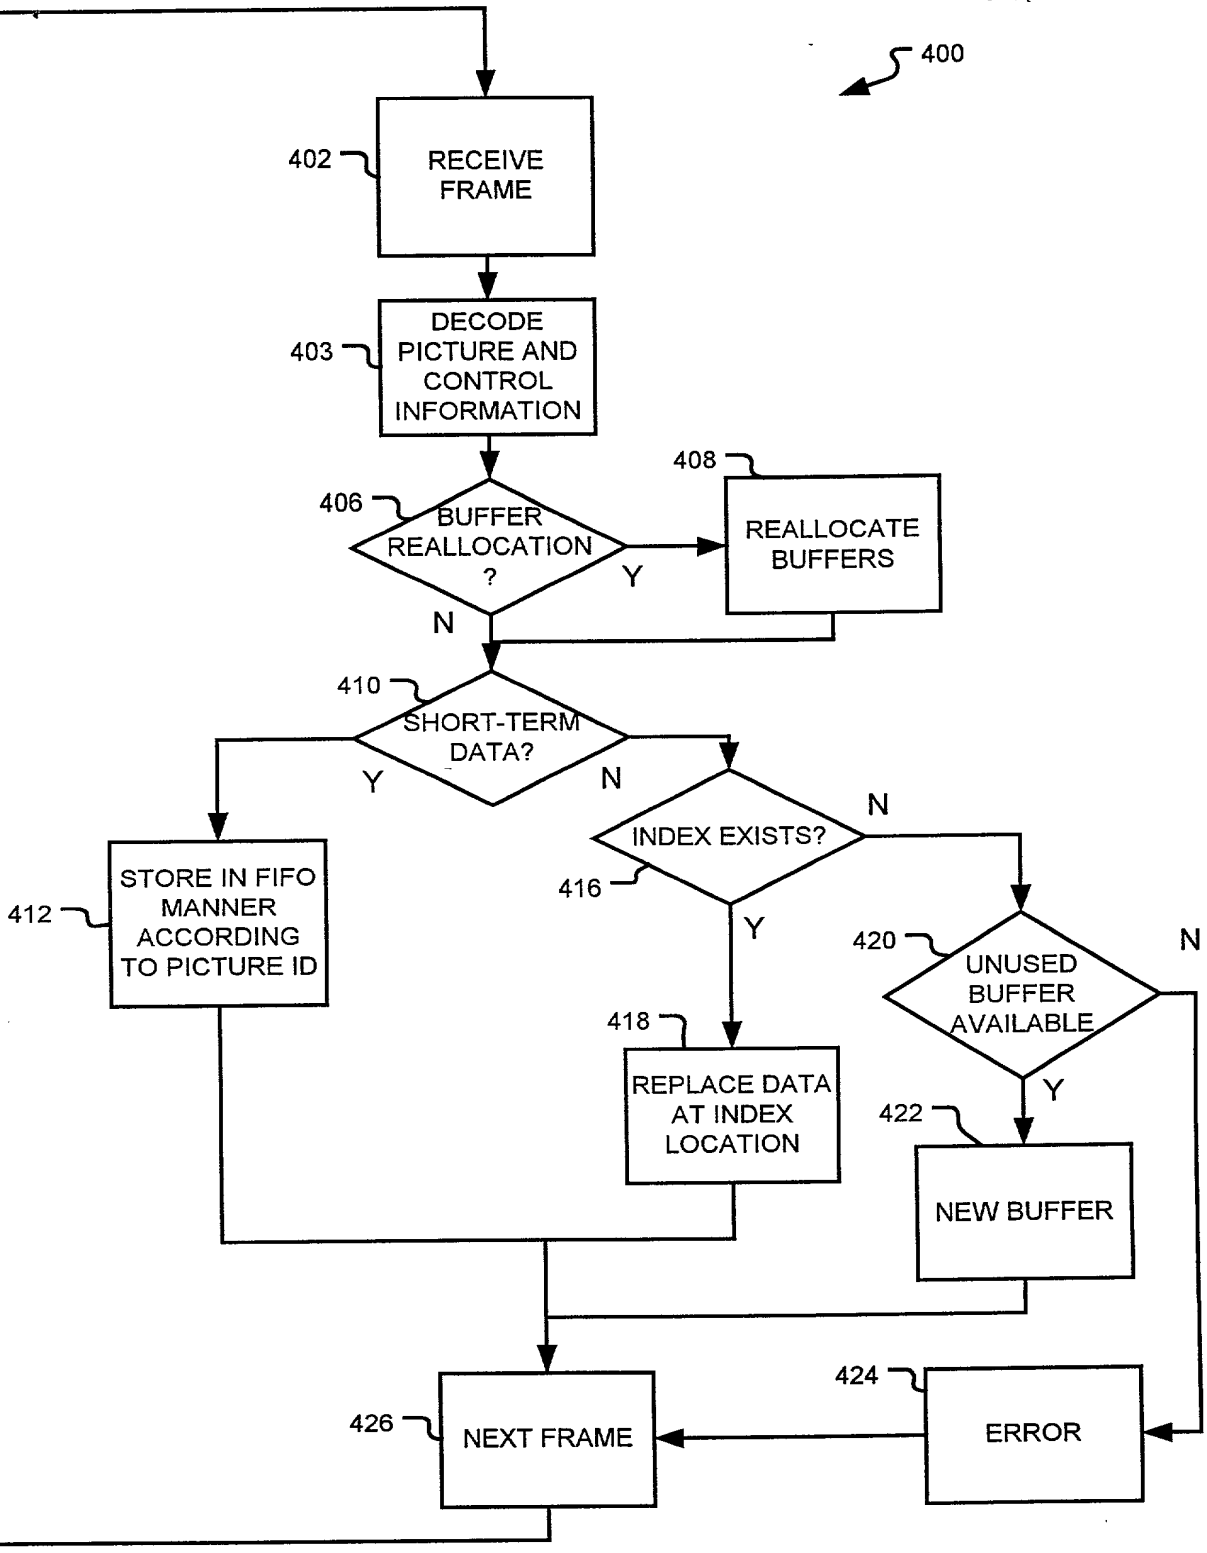 400
402
RECEIVE
FRAME
403
DECODE
PICTURE AND
CONTROL
INFORMATION
406
BUFFER
REALLOCATION
?
Y
N
408
REALLOCATE
BUFFERS
410
SHORT-TERM
DATA?
Y
N
412
STORE IN FIFO
MANNER
ACCORDING
TO PICTURE ID
INDEX EXISTS?
416
N
Y
420
UNUSED
BUFFER
AVAILABLE
N
Y
418
REPLACE DATA
AT INDEX
LOCATION
422
NEW BUFFER
424
ERROR
426
NEXT FRAME